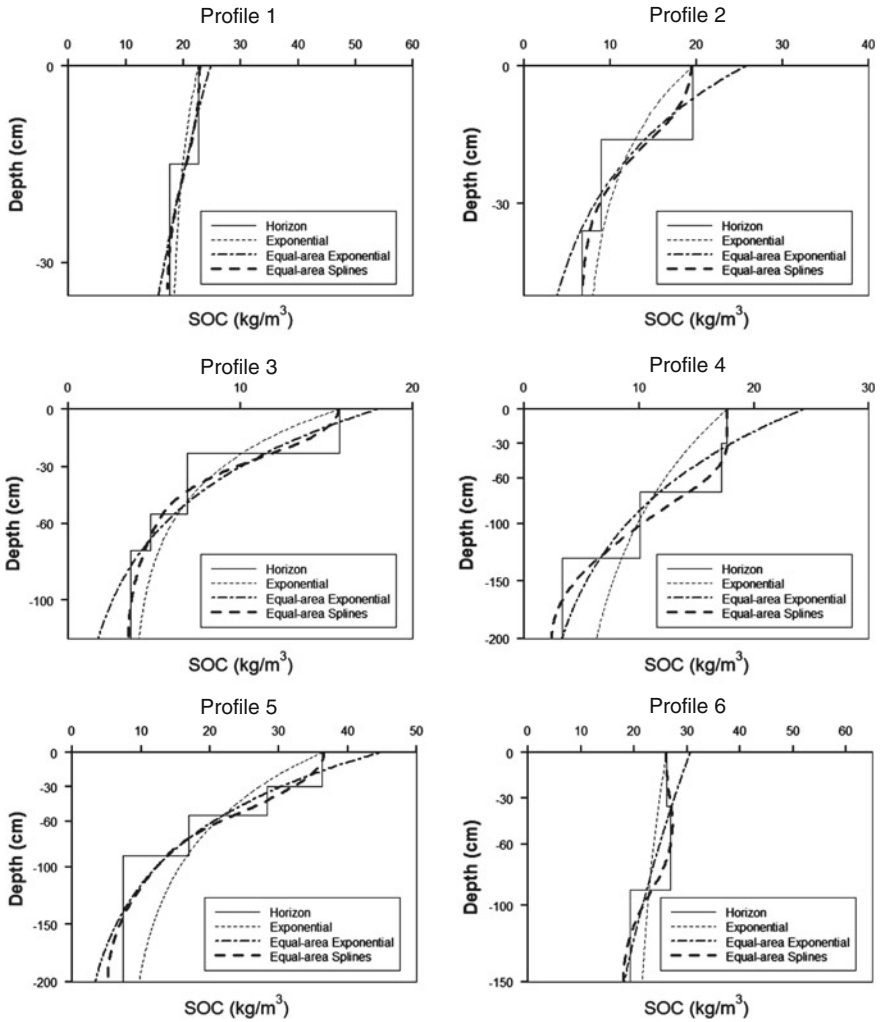 Profile 1
0 10 20 30 40 50 60
0
-30
Depth (cm)
Horizon
Exponential
Equal-area Exponential
Equal-area Splines
SOC (kg/m³)
Profile 2
0 10 20 30 40
0
-30
Depth (cm)
Horizon
Exponential
Equal-area Exponential
Equal-area Splines
SOC (kg/m³)
Profile 3
0 10 20
0
-30
-60
-100
Depth (cm)
Horizon
Exponential
Equal-area Exponential
Equal-area Splines
SOC (kg/m³)
Profile 4
0 10 20 30
0
-30
-60
-100
-150
-200
Depth (cm)
Horizon
Exponential
Equal-area Exponential
Equal-area Splines
SOC (kg/m³)
Profile 5
0 10 20 30 40 50
0
-30
-60
-100
-150
-200
Depth (cm)
Horizon
Exponential
Equal-area Exponential
Equal-area Splines
SOC (kg/m³)
Profile 6
0 10 20 30 40 50 60
0
-30
-60
-100
-150
Depth (cm)
Horizon
Exponential
Equal-area Exponential
Equal-area Splines
SOC (kg/m³)